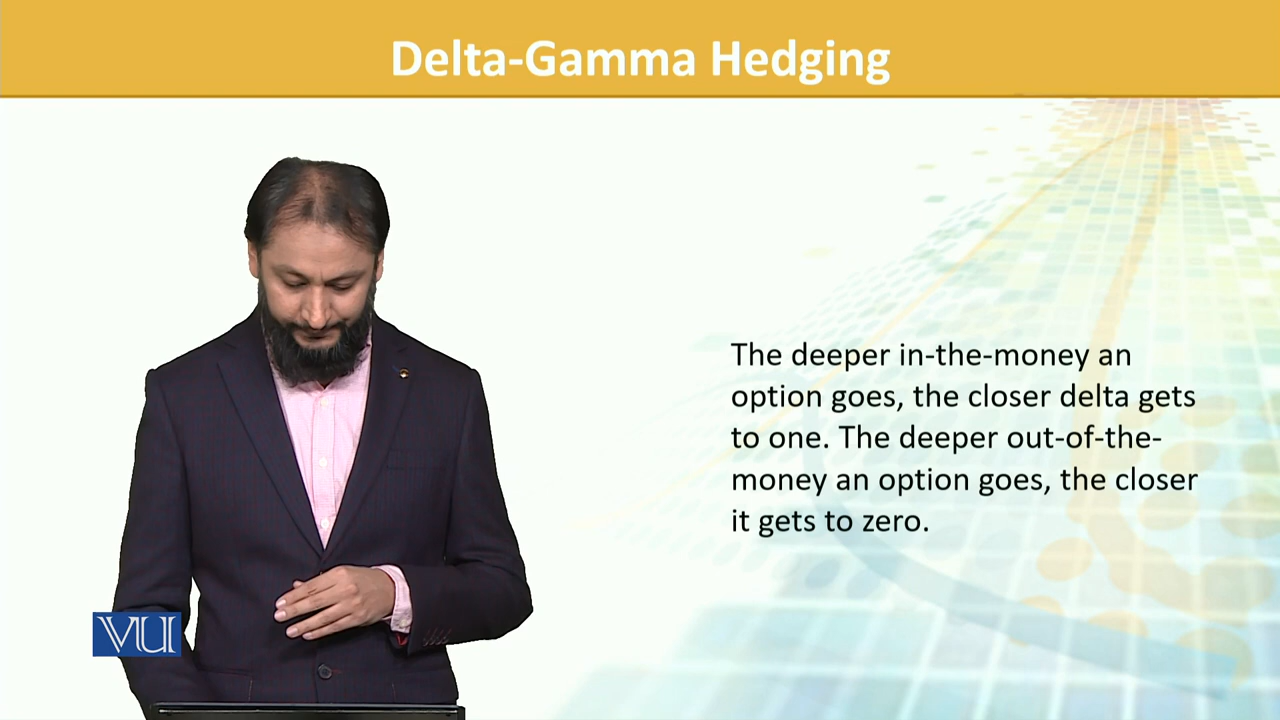 Delta-Gamma Hedging
The deeper in-the-money an
option goes, the closer delta gets
to one. The deeper out-of-the-
money an option goes, the closer
it gets to zero.
VU